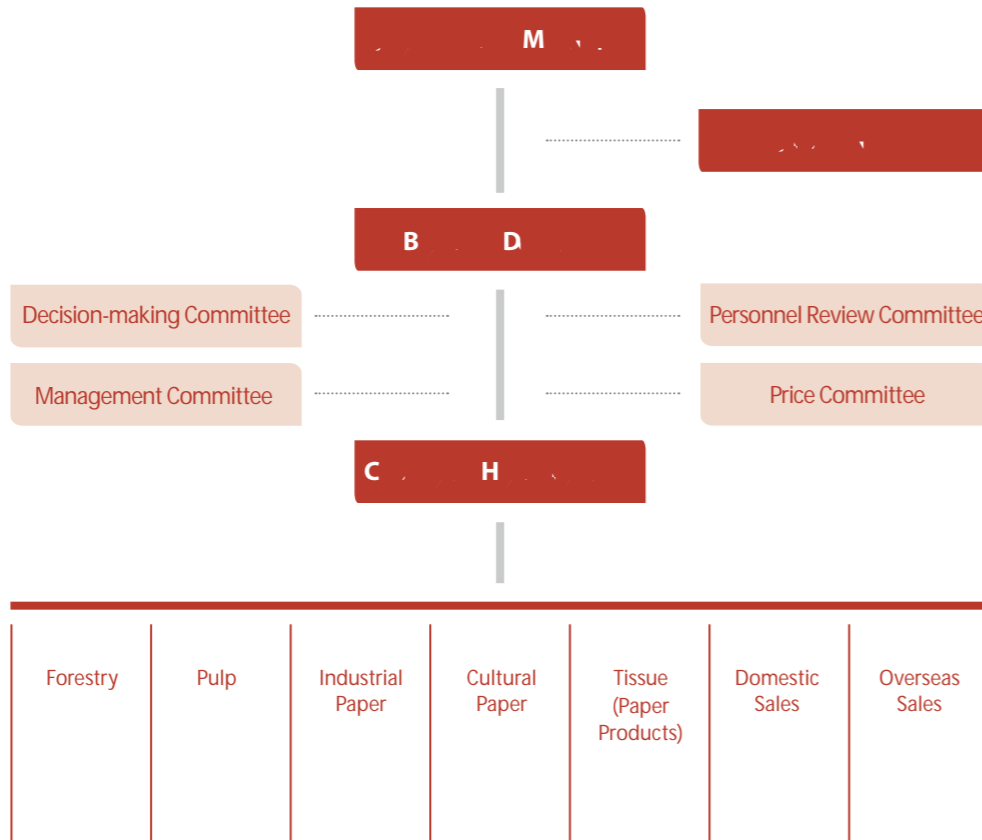 M
B D
Decision-making Committee
Personnel Review Committee
Management Committee
Price Committee
C H
Forestry
Pulp
Industrial
Paper
Cultural
Paper
Tissue
(Paper
Products)
Domestic
Sales
Overseas
Sales